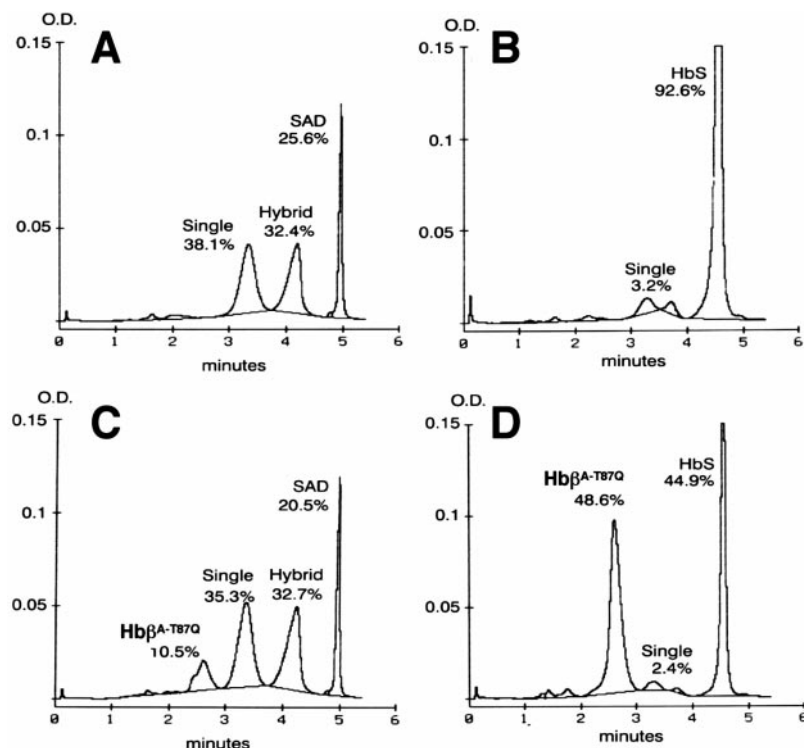 O.D.
A
0.15
0.1
0.05
SAD
25.6%
Single
38.1%
Hybrid
32.4%
0 1 2 3 4 5 6
minutes
O.D.
B
0.15
0.1
0.05
HbS
92.6%
Single
3.2%
0 1 2 3 4 5 6
minutes
O.D.
C
0.15
0.1
0.05
SAD
20.5%
Single
35.3%
Hybrid
32.7%
HbβA-T87Q
10.5%
0 1 2 3 4 5 6
minutes
O.D.
D
0.15
0.1
0.05
HbβA-T87Q
48.6%
HbS
44.9%
Single
2.4%
0 1 2 3 4 5 6
minutes